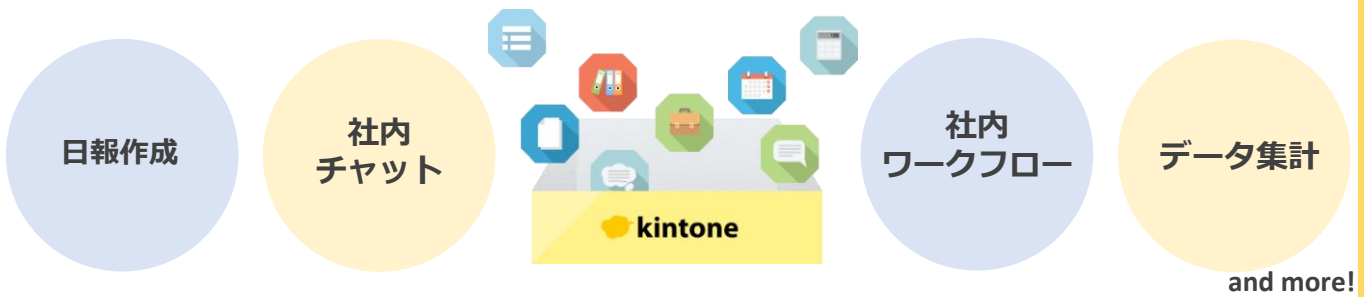 日報作成
社内
チャット
kintone
社内
ワークフロー
データ集計
and more!